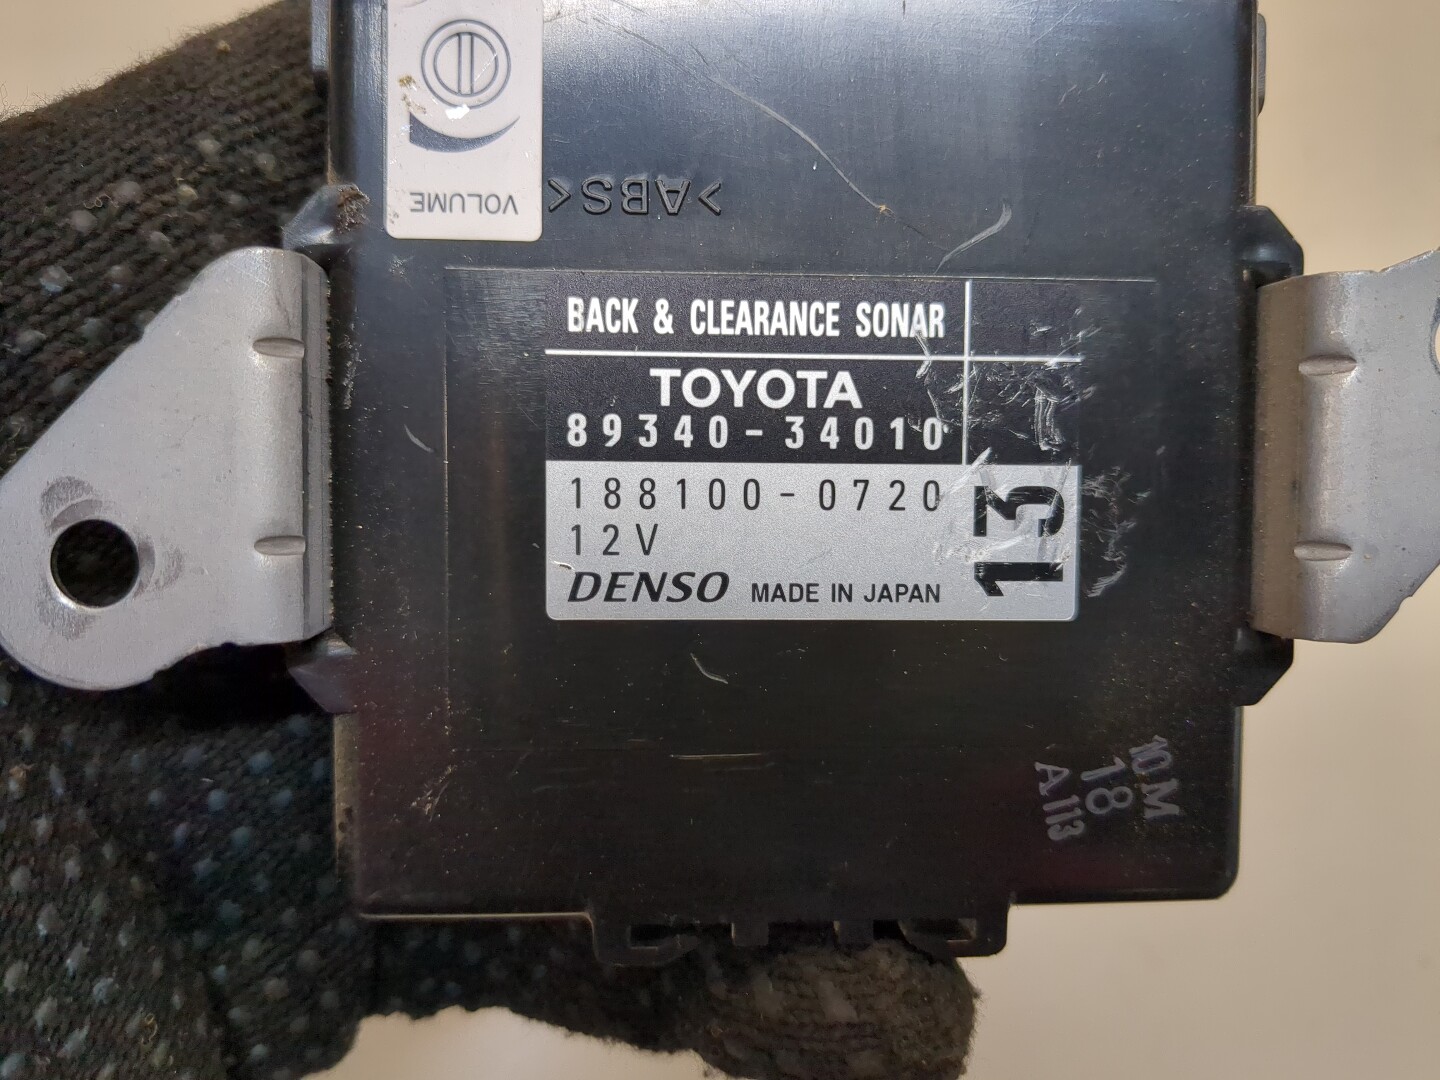 VOLUME
>ABS<
BACK & CLEARANCE SONAR
TOYOTA
89340-34010
188100-0720
12V
DENSO MADE IN JAPAN
13
10M
18
A113